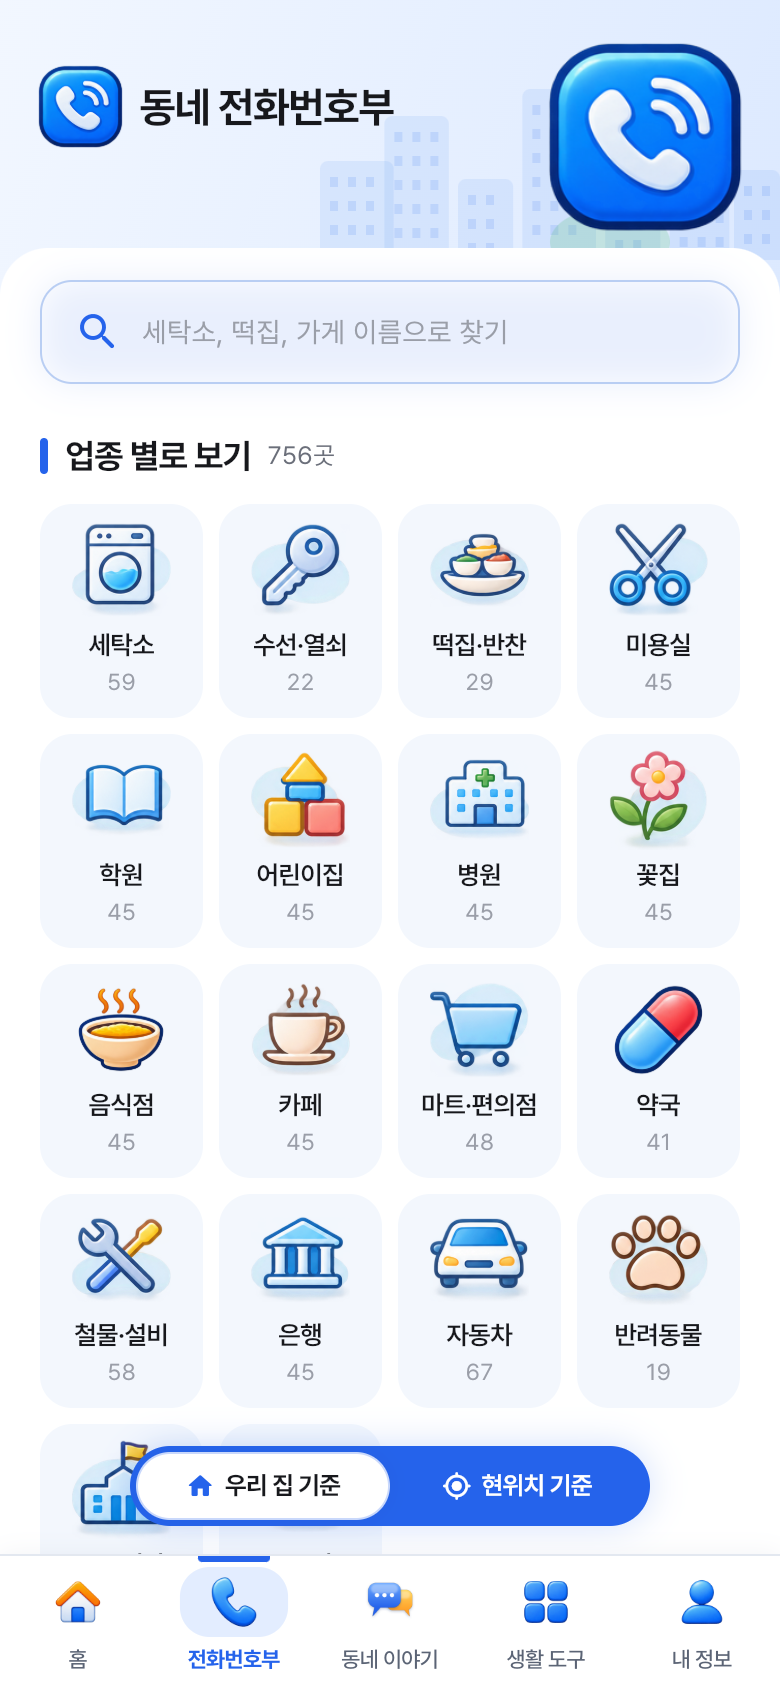 동네 전화번호부
세탁소, 떡집, 가게 이름으로 찾기
업종 별로 보기 756곳
세탁소 수선·열쇠 떡집·반찬 미용실
59 22 29 45
학원 어린이집 병원 꽃집
45 45 45 45
음식점 카페 마트·편의점 약국
45 45 48 41
철물·설비 은행 자동차 반려동물
58 45 67 19
우리 집 기준 현위치 기준
홈 전화번호부 동네 이야기 생활 도구 내 정보